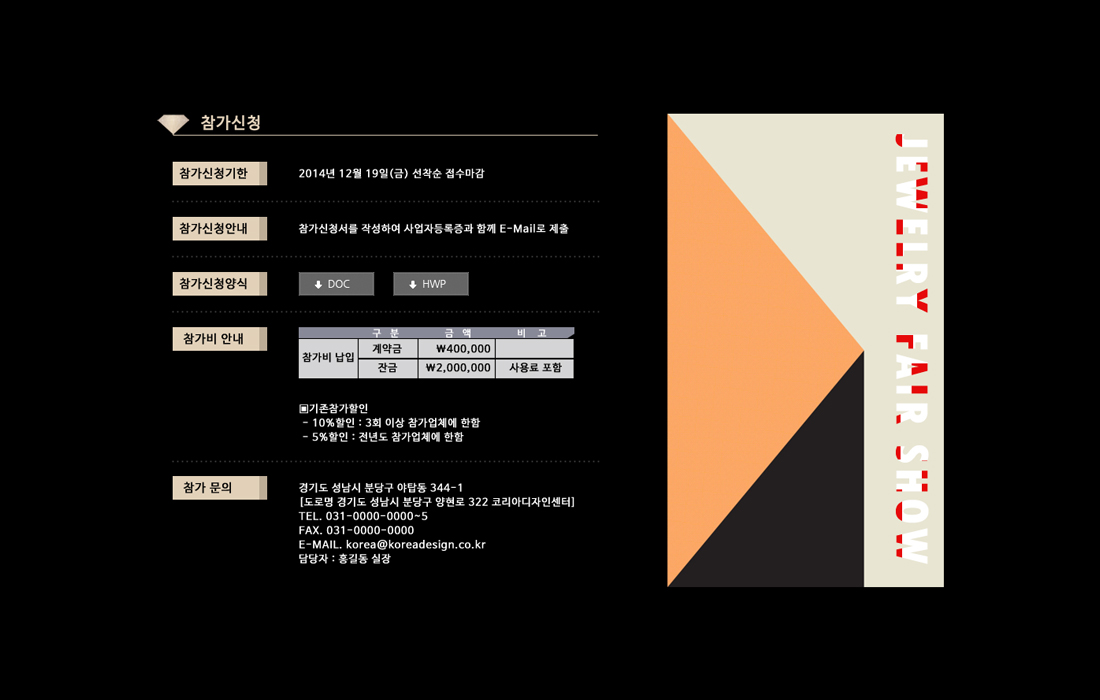 참가신청
참가신청기한
2014년 12월 19일(금) 선착순 접수마감
참가신청안내
참가신청서를 작성하여 사업자등록증과 함께 E-Mail로 제출
참가신청양식
DOC
HWP
참가비 안내
구 분 금 액 비 고
참가비 납입
계약금 ₩400,000
잔금 ₩2,000,000 사용료 포함
▣기존참가할인
- 10%할인 : 3회 이상 참가업체에 한함
- 5%할인 : 전년도 참가업체에 한함
참가 문의
경기도 성남시 분당구 야탑동 344-1
[도로명 경기도 성남시 분당구 양현로 322 코리아디자인센터]
TEL. 031-0000-0000~5
FAX. 031-0000-0000
E-MAIL. korea@koreadesign.co.kr
담당자 : 홍길동 실장
JEWELRY FAIR SHOW